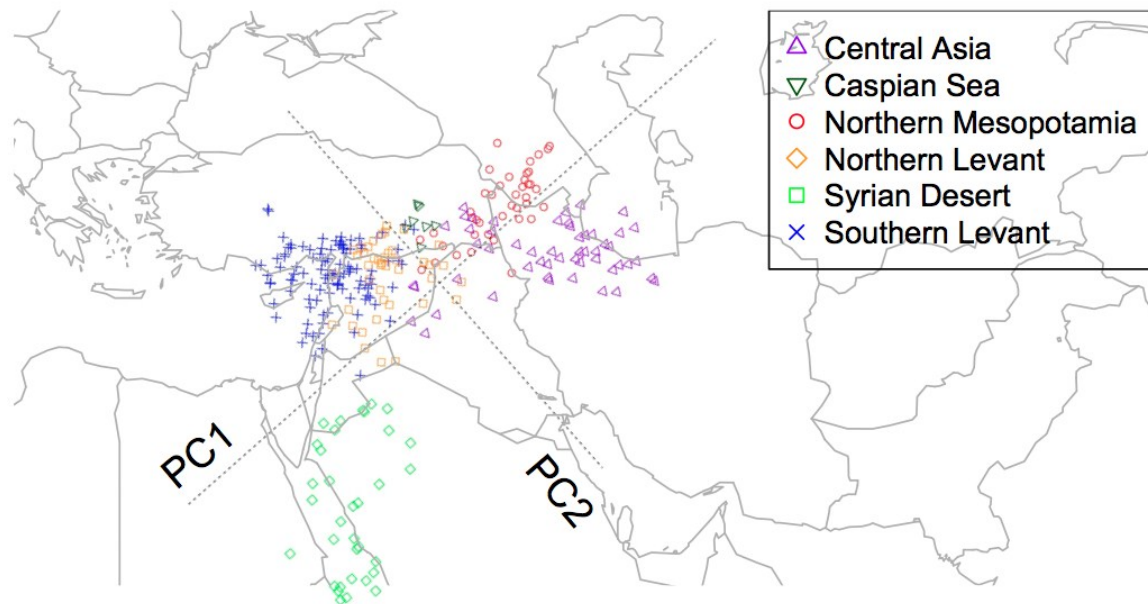 Central Asia
Caspian Sea
Northern Mesopotamia
Northern Levant
Syrian Desert
Southern Levant
PC1
PC2